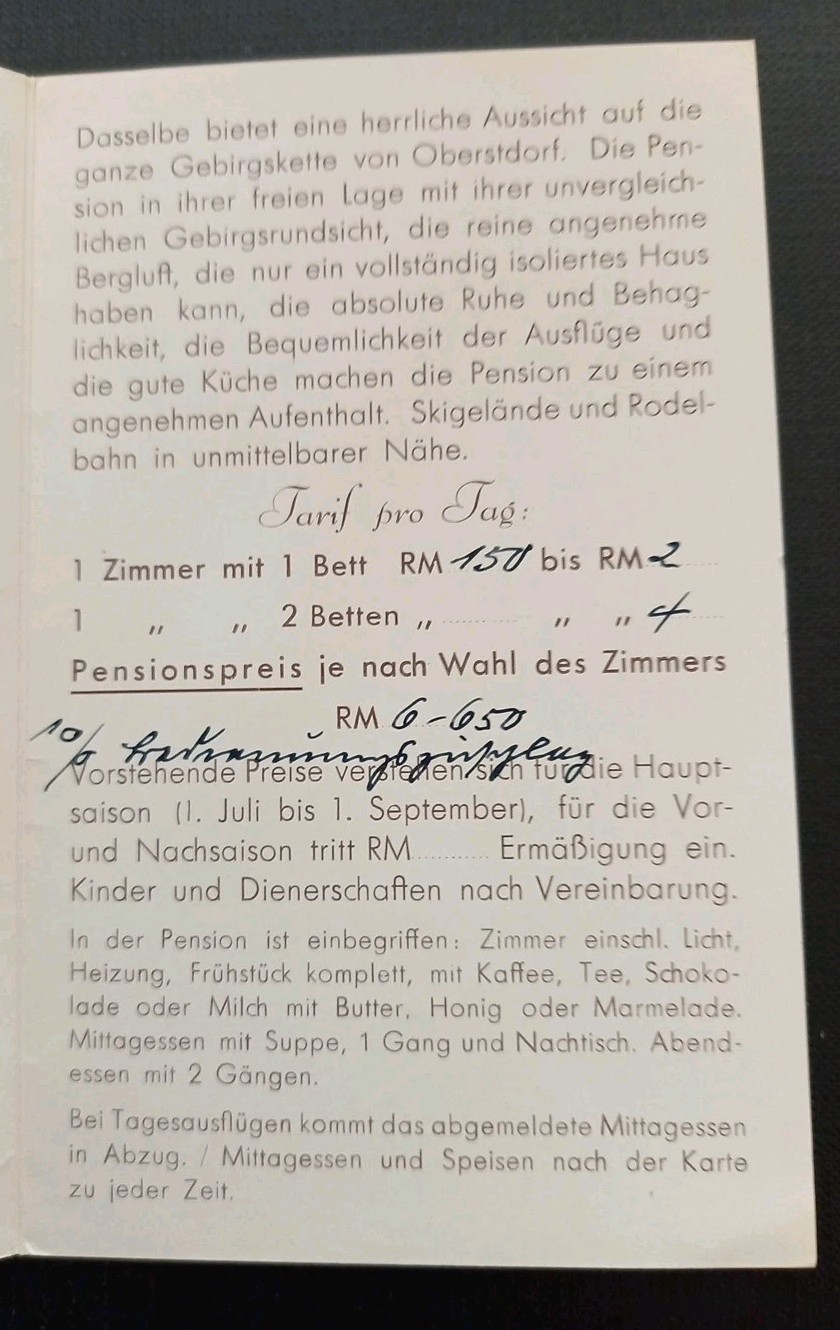 Dasselbe bietet eine herrliche Aussicht auf die
ganze Gebirgskette von Oberstdorf. Die Pen-
sion in ihrer freien Lage mit ihrer unvergleich-
lichen Gebirgsrundsicht, die reine angenehme
Bergluft, die nur ein vollständig isoliertes Haus
haben kann, die absolute Ruhe und Behag-
lichkeit, die Bequemlichkeit der Ausflüge und
die gute Küche machen die Pension zu einem
angenehmen Aufenthalt. Skigelände und Rodel-
bahn in unmittelbarer Nähe.
Tarif pro Tag:
1 Zimmer mit 1 Bett RM 150 bis RM 2
1 „ „ 2 Betten „ ........ „ „ 4
Pensionspreis je nach Wahl des Zimmers
RM 6-650
10%
Vorstehende Preise verstehen sich für die Haupt-
saison (1. Juli bis 1. September), für die Vor-
und Nachsaison tritt RM ........ Ermäßigung ein.
Kinder und Dienerschaften nach Vereinbarung.
In der Pension ist einbegriffen: Zimmer einschl. Licht,
Heizung, Frühstück komplett, mit Kaffee, Tee, Schoko-
lade oder Milch mit Butter, Honig oder Marmelade.
Mittagessen mit Suppe, 1 Gang und Nachtisch. Abend-
essen mit 2 Gängen.
Bei Tagesausflügen kommt das abgemeldete Mittagessen
in Abzug. / Mittagessen und Speisen nach der Karte
zu jeder Zeit.